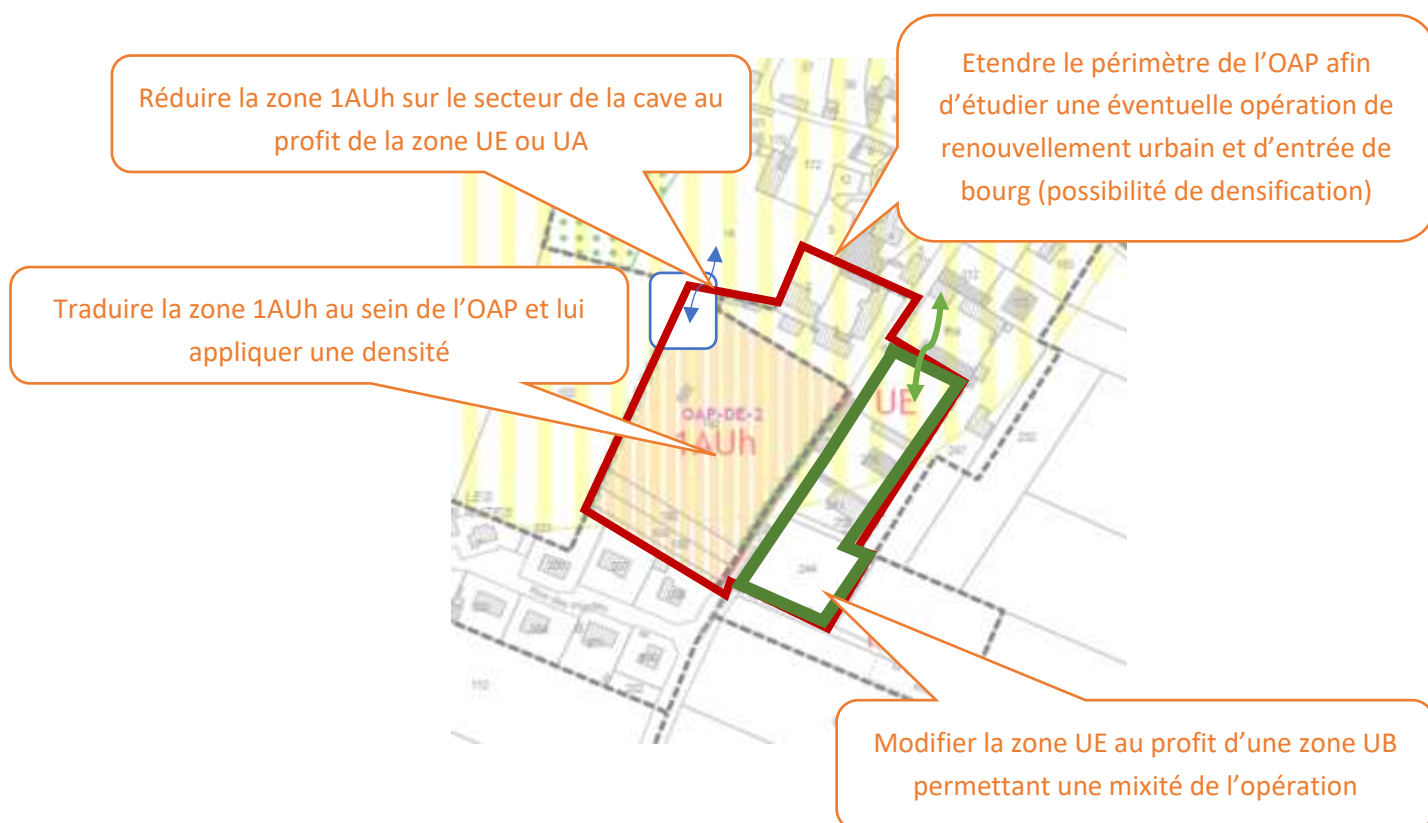 Etendre le périmètre de l’OAP afin
d’étudier une éventuelle opération de
renouvellement urbain et d’entrée de
bourg (possibilité de densification)
Réduire la zone 1AUh sur le secteur de la cave au
profit de la zone UE ou UA
Traduire la zone 1AUh au sein de l’OAP et lui
appliquer une densité
OAP-DE-2
1AUh
UE
Modifier la zone UE au profit d’une zone UB
permettant une mixité de l’opération